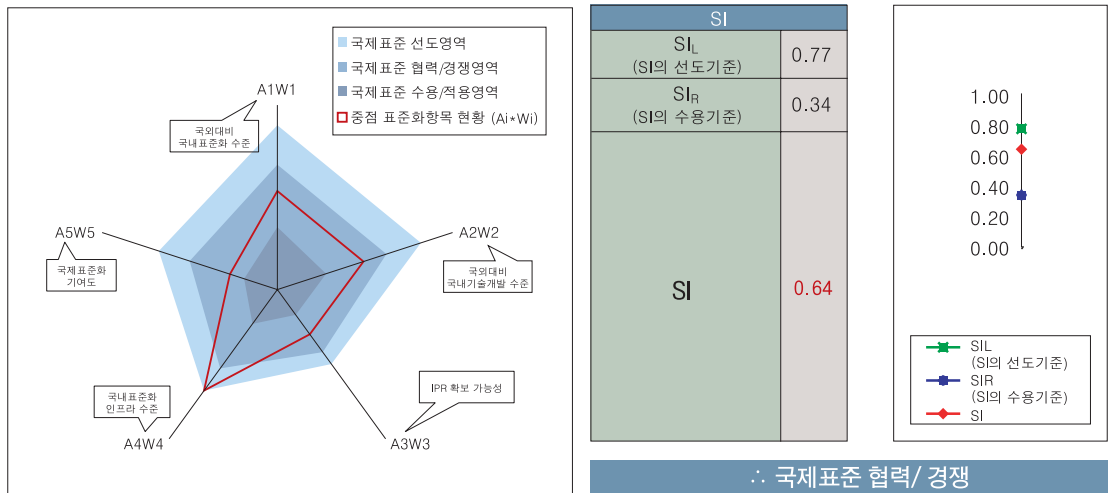 국제표준 선도영역
국제표준 협력/경쟁영역
국제표준 수용/적용영역
중점 표준화항목 현황 (Ai*Wi)
A1W1
국외대비
국내표준화 수준
A2W2
국외대비
국내기술개발 수준
A5W5
국제표준화
기여도
국내표준화
인프라 수준
A4W4
IPR 확보 가능성
A3W3
SI
SIL
(SI의 선도기준)
0.77
SIR
(SI의 수용기준)
0.34
SI
0.64
1.00
0.80
0.60
0.40
0.20
0.00
SIL
(SI의 선도기준)
SIR
(SI의 수용기준)
SI
∴ 국제표준 협력/ 경쟁